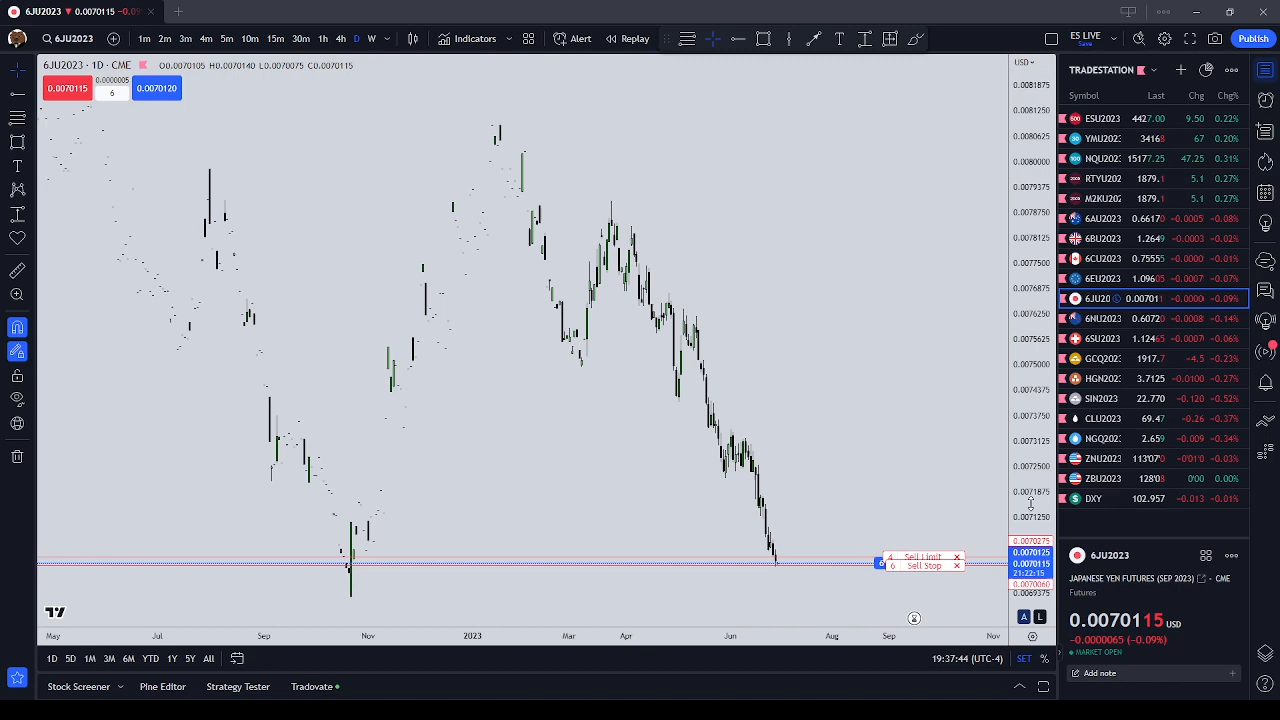 6JU2023 ▼ 0.0070115 −0.09%
6JU2023
1m 2m 3m 4m 5m 10m 15m 30m 1h 4h D W
Indicators
Alert
Replay
ES LIVE
Save
Publish
6JU2023 · 1D · CME
O0.0070105 H0.0070140 L0.0070075 C0.0070115
0.0070115
0.0000005
6
0.0070120
USD
0.0081875
0.0081250
0.0080625
0.0080000
0.0079375
0.0078750
0.0078125
0.0077500
0.0076875
0.0076250
0.0075625
0.0075000
0.0074375
0.0073750
0.0073125
0.0072500
0.0071875
0.0071250
0.0070275
0.0070125
0.0070115
21:22:15
0.0070060
0.0069375
4 Sell Limit
6
6 Sell Stop
A L
May Jul Sep Nov 2023 Mar Apr Jun Aug Sep Nov
1D 5D 1M 3M 6M YTD 1Y 5Y All
19:37:44 (UTC-4) SET %
Stock Screener Pine Editor Strategy Tester Tradovate
TRADESTATION
Symbol Last Chg Chg%
ESU2023 4427.00 9.50 0.22%
YMU2023 34168 67 0.20%
NQU2023 15177.25 47.25 0.31%
RTYU202 1879.1 5.1 0.27%
M2KU202 1879.1 5.1 0.27%
6AU2023 0.66170 −0.0005 −0.08%
6BU2023 1.2649 −0.0003 −0.02%
6CU2023 0.75555 −0.0000 −0.01%
6EU2023 1.09605 −0.0007 −0.07%
6JU20 0.007011 −0.0000 −0.09%
6NU2023 0.60720 −0.0008 −0.14%
6SU2023 1.12465 −0.0007 −0.06%
GCQ2023 1917.7 −4.5 −0.23%
HGN2023 3.7125 −0.0100 −0.27%
SIN2023 22.770 −0.120 −0.52%
CLU2023 69.47 −0.26 −0.37%
NGQ2023 2.659 −0.009 −0.34%
ZNU2023 113'07'0 −0'01'0 −0.03%
ZBU2023 128'08 0'00 0.00%
DXY 102.957 −0.013 −0.01%
6JU2023
JAPANESE YEN FUTURES (SEP 2023) · CME
Futures
0.0070115 USD
−0.0000065 (−0.09%)
MARKET OPEN
Add note